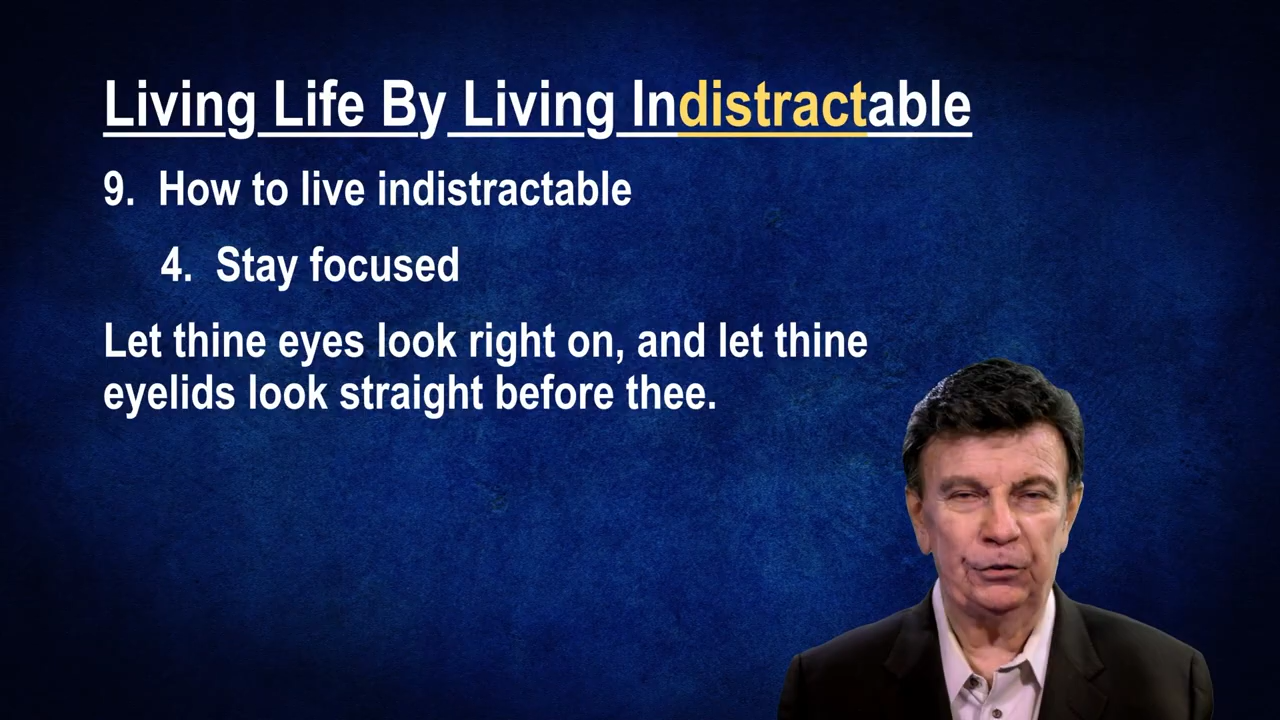 Living Life By Living Indistractable
9. How to live indistractable
4. Stay focused
Let thine eyes look right on, and let thine
eyelids look straight before thee.